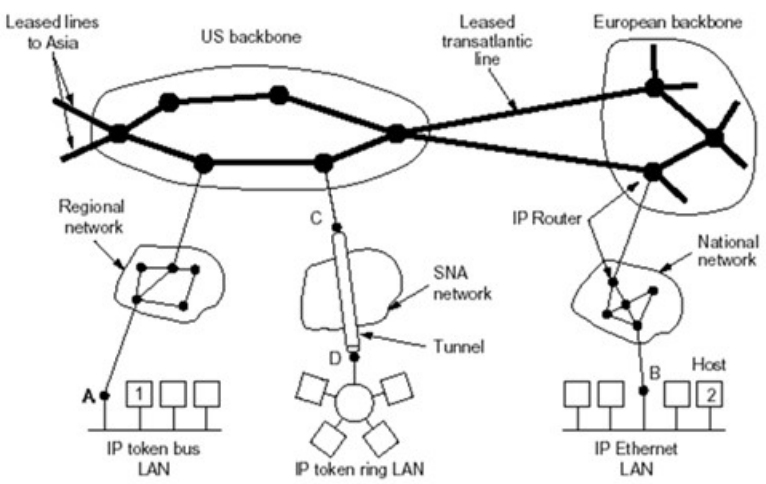 Leased lines
to Asia
US backbone
Leased
transatlantic
line
European backbone
Regional
network
C
SNA
network
Tunnel
D
IP Router
National
network
A
1
B
Host
2
IP token bus
LAN
IP token ring LAN
IP Ethernet
LAN